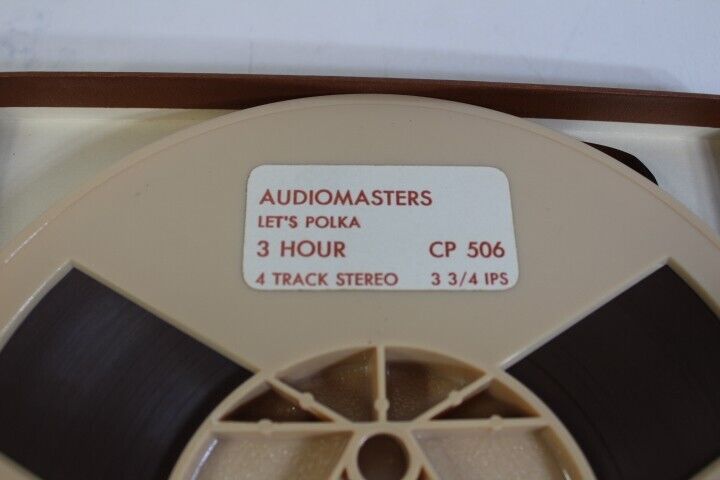 AUDIOMASTERS
LET'S POLKA
3 HOUR CP 506
4 TRACK STEREO 3 3/4 IPS